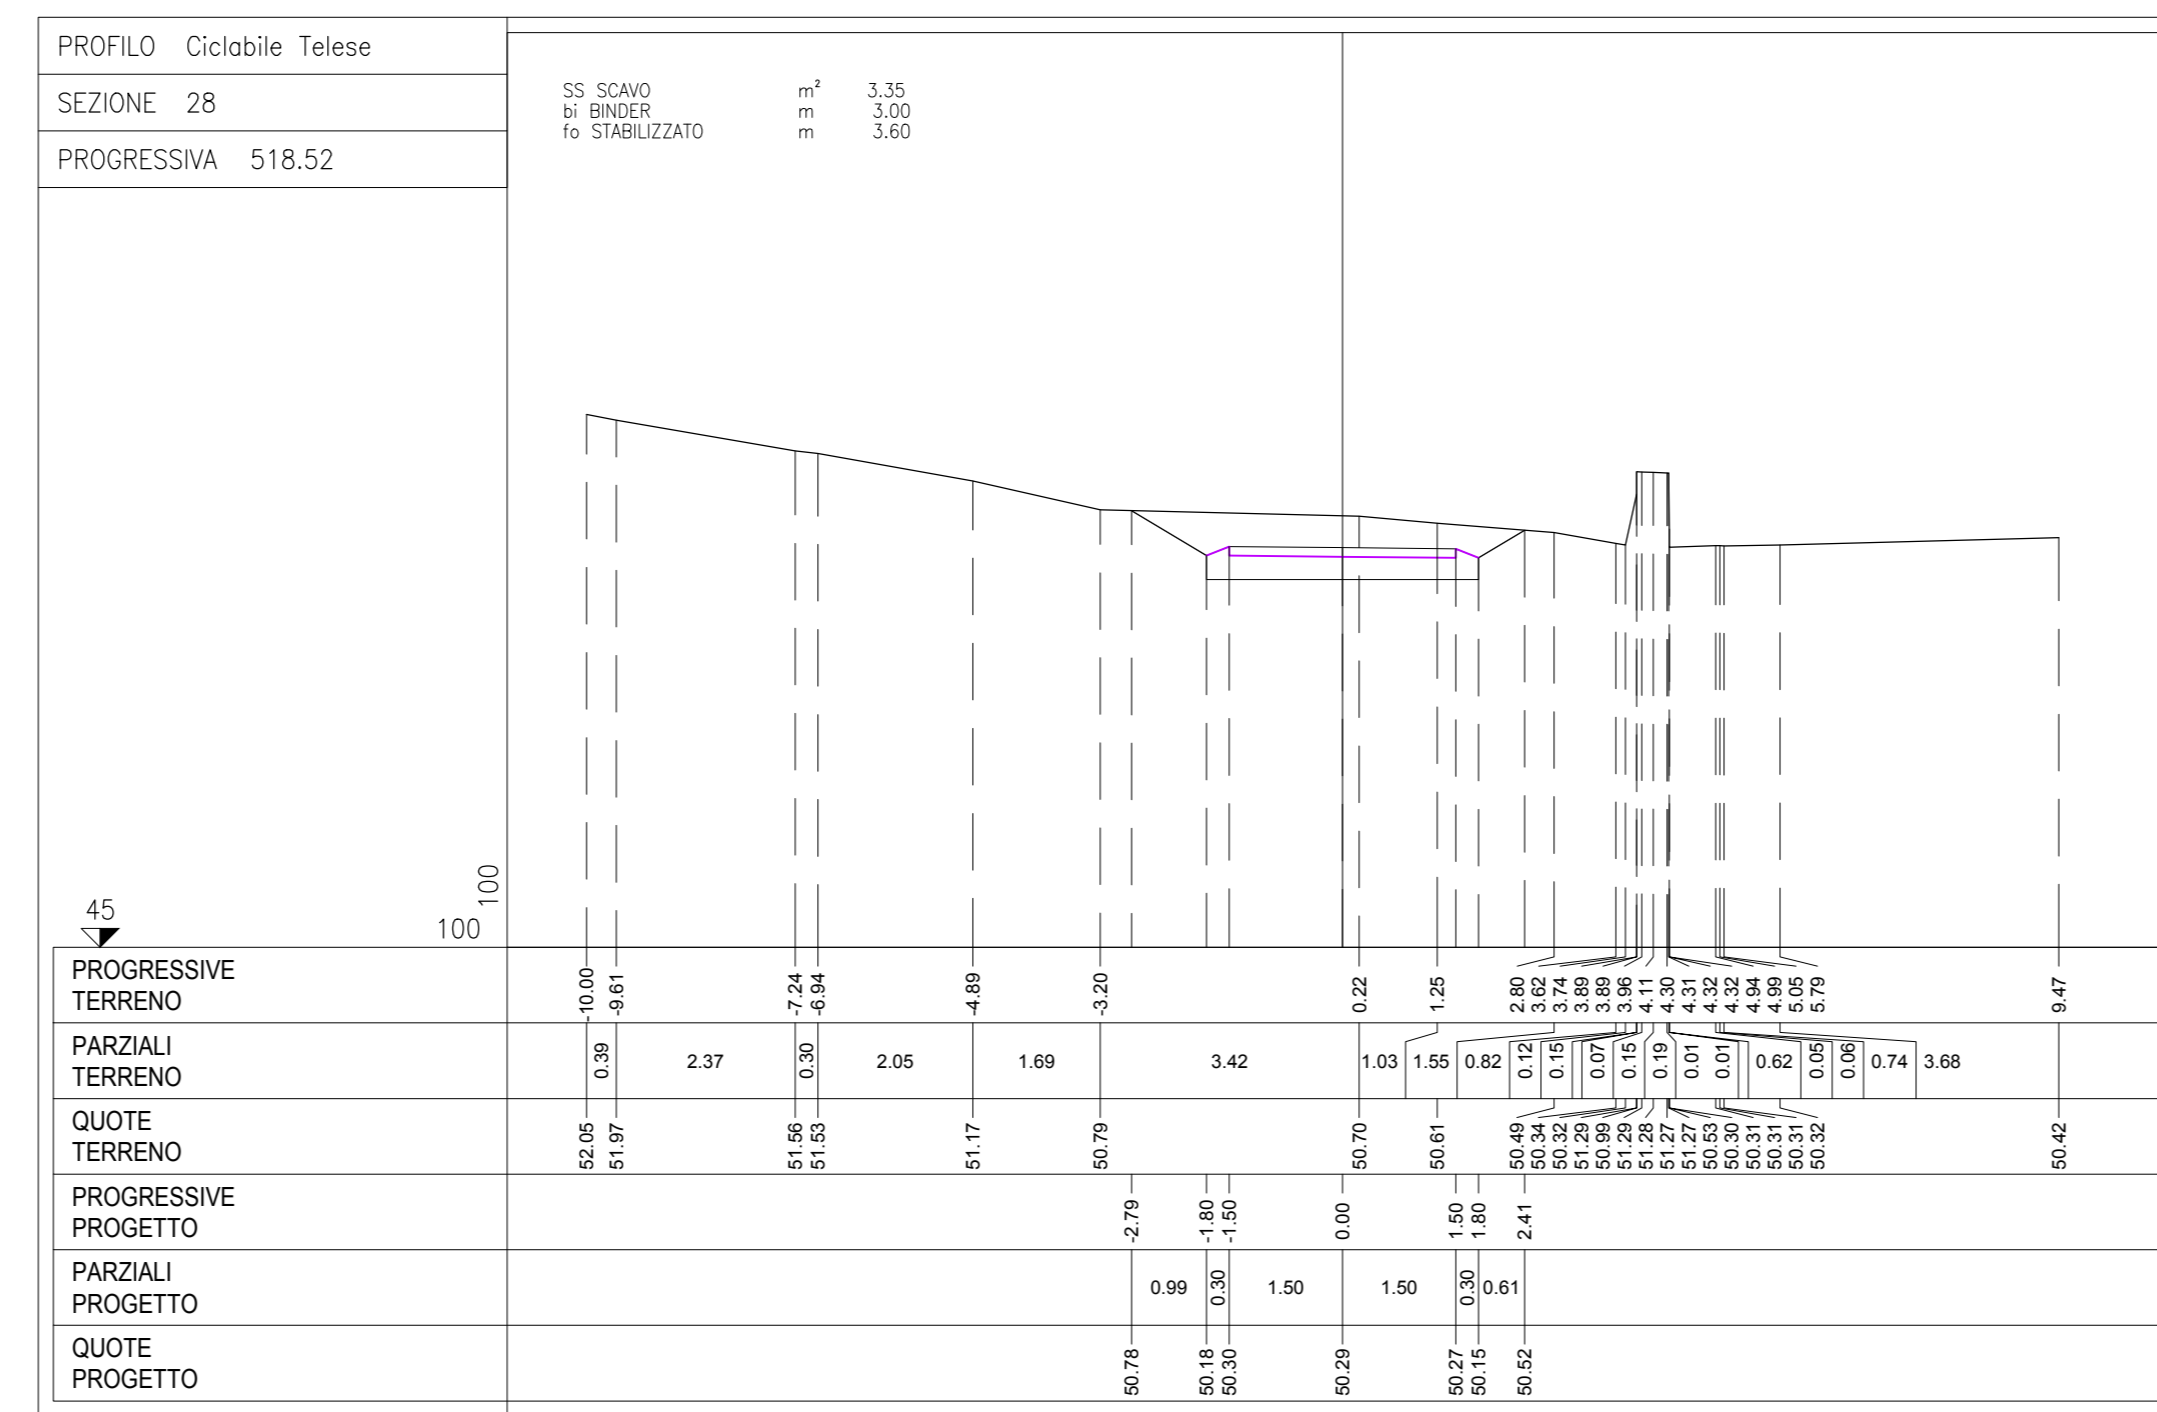 PROFILO Ciclabile Telese
SEZIONE 28
PROGRESSIVA 518.52
SS SCAVO m² 3.35
bi BINDER m 3.00
fo STABILIZZATO m 3.60
45
100
100
PROGRESSIVE
TERRENO
-10.00 -9.61 -7.24 -6.94 -4.89 -3.20 0.22 1.25 2.80 3.62 3.74 3.89 3.89 3.96 4.11 4.30 4.31 4.32 4.32 4.94 4.99 5.05 5.79 9.47
PARZIALI
TERRENO
0.39 2.37 0.30 2.05 1.69 3.42 1.03 1.55 0.82 0.12 0.15 0.07 0.15 0.19 0.01 0.01 0.62 0.05 0.06 0.74 3.68
QUOTE
TERRENO
52.05 51.97 51.56 51.53 51.17 50.79 50.70 50.61 50.49 50.34 50.32 51.29 50.99 51.29 51.28 51.27 51.27 50.53 50.30 50.31 50.31 50.31 50.32 50.42
PROGRESSIVE
PROGETTO
-2.79 -1.80 -1.50 0.00 1.50 1.80 2.41
PARZIALI
PROGETTO
0.99 0.30 1.50 1.50 0.30 0.61
QUOTE
PROGETTO
50.78 50.18 50.30 50.29 50.27 50.15 50.52